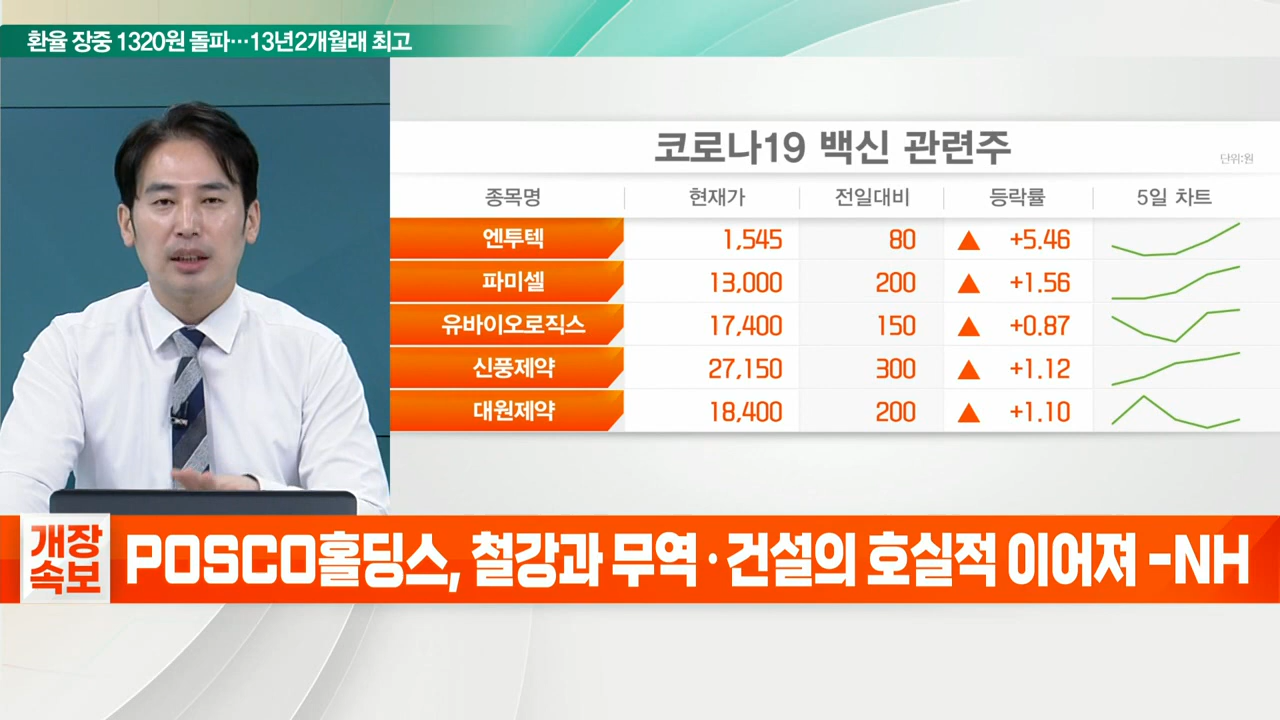 환율 장중 1320원 돌파…13년2개월래 최고
코로나19 백신 관련주
단위:원
종목명 현재가 전일대비 등락률 5일 차트
엔투텍 1,545 80 ▲ +5.46
파미셀 13,000 200 ▲ +1.56
유바이오로직스 17,400 150 ▲ +0.87
신풍제약 27,150 300 ▲ +1.12
대원제약 18,400 200 ▲ +1.10
개장
속보
POSCO홀딩스, 철강과 무역·건설의 호실적 이어져 -NH